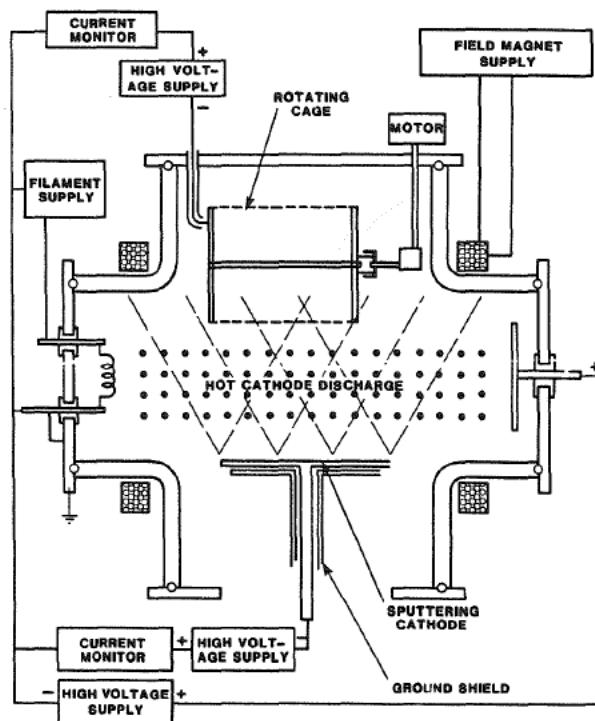 CURRENT
MONITOR
+
HIGH VOLT-
AGE SUPPLY
−
FIELD MAGNET
SUPPLY
ROTATING
CAGE
MOTOR
FILAMENT
SUPPLY
HOT CATHODE DISCHARGE
+
SPUTTERING
CATHODE
CURRENT
MONITOR
+
HIGH VOLT-
AGE SUPPLY
−
GROUND SHIELD
−
HIGH VOLTAGE
SUPPLY
+